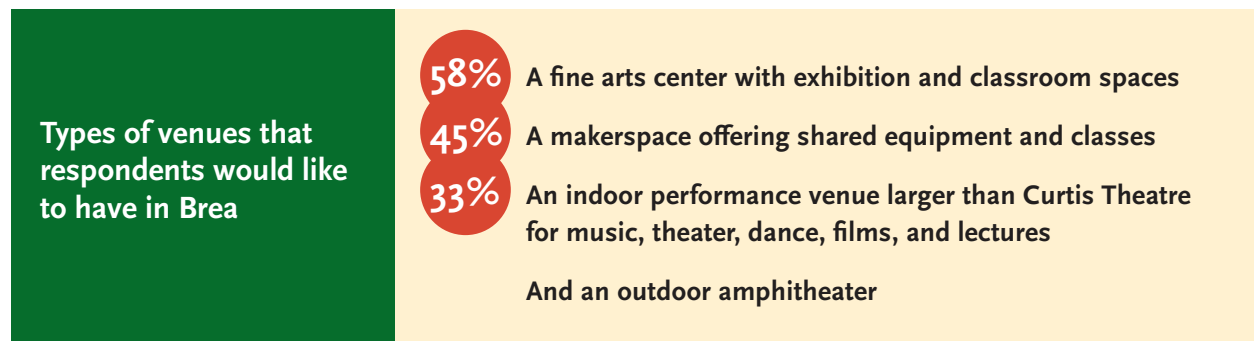 Types of venues that
respondents would like
to have in Brea
58% A fine arts center with exhibition and classroom spaces
45% A makerspace offering shared equipment and classes
33% An indoor performance venue larger than Curtis Theatre
for music, theater, dance, films, and lectures
And an outdoor amphitheater